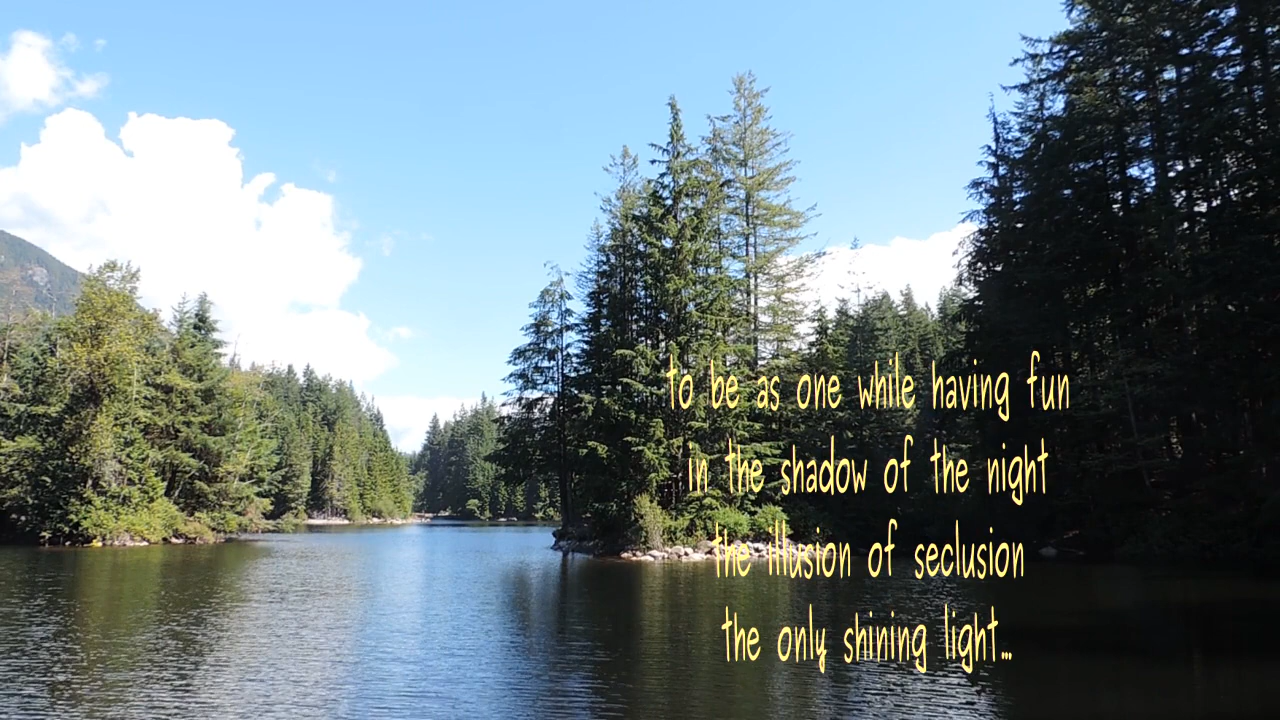 to be as one while having fun
in the shadow of the night
the illusion of seclusion
the only shining light...